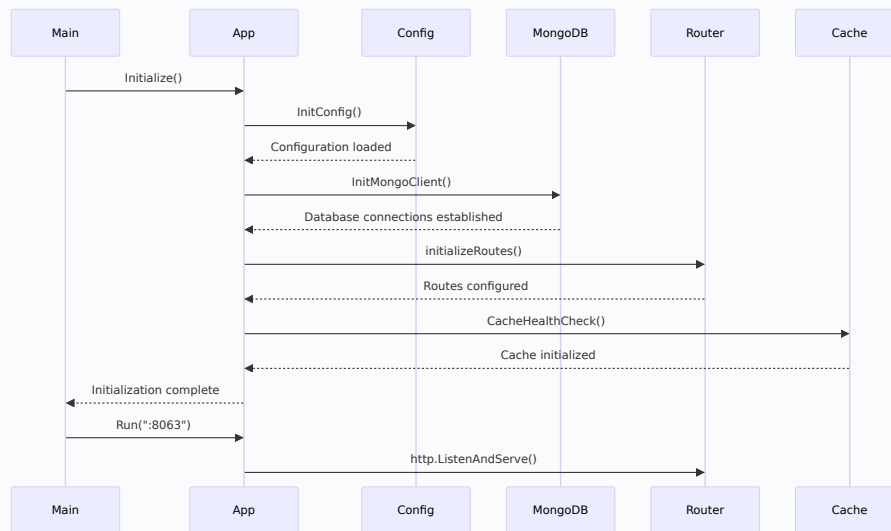 Main App Config MongoDB Router Cache
Initialize()
InitConfig()
Configuration loaded
InitMongoClient()
Database connections established
initializeRoutes()
Routes configured
CacheHealthCheck()
Cache initialized
Initialization complete
Run(":8063")
http.ListenAndServe()
Main App Config MongoDB Router Cache